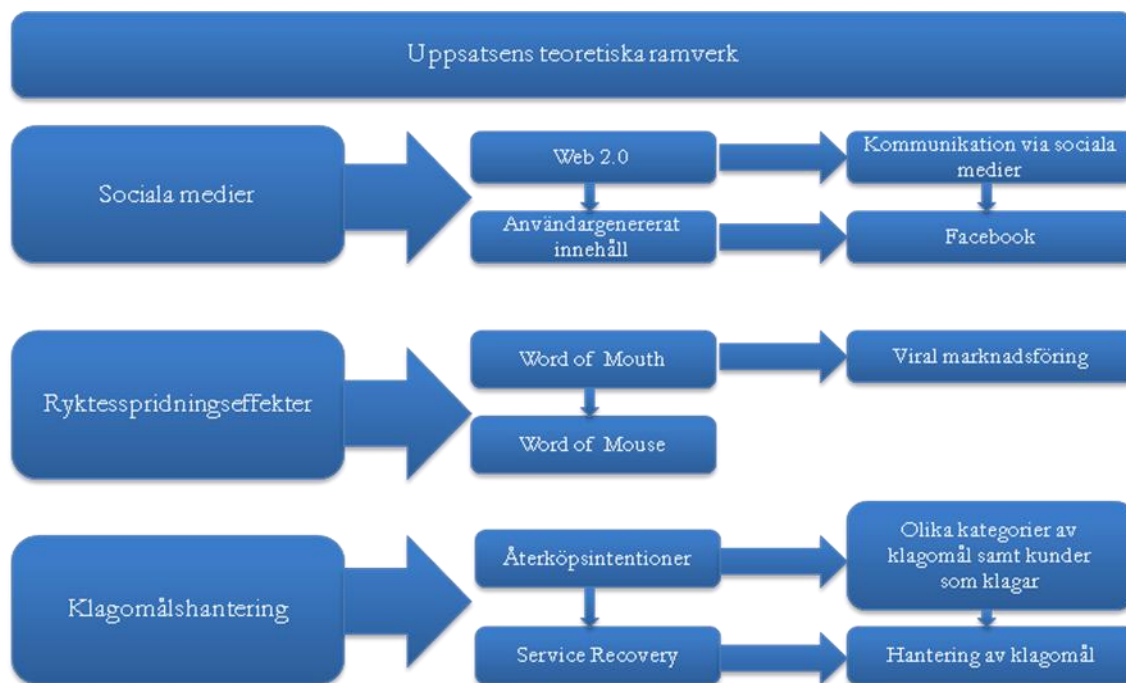 Uppsatsens teoretiska ramverk
Sociala medier
Web 2.0
Kommunikation via sociala
medier
Användargenererat
innehåll
Facebook
Ryktesspridningseffekter
Word of Mouth
Viral marknadsföring
Word of Mouse
Klagomålshantering
Återköpsintentioner
Olika kategorier av
klagomål samt kunder
som klagar
Service Recovery
Hantering av klagomål